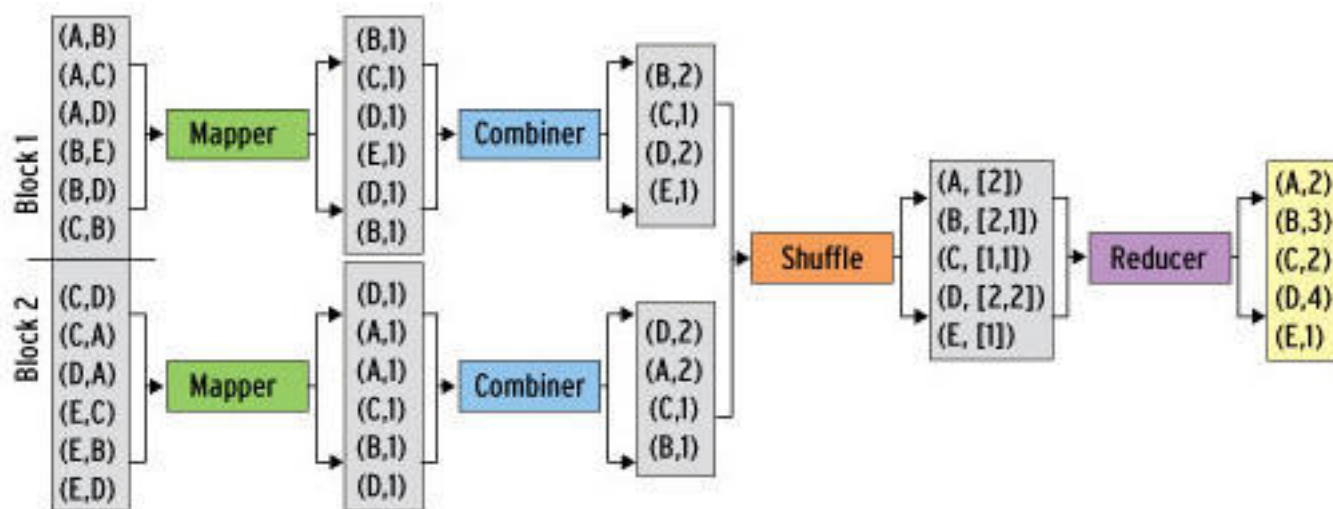 Block 1
(A,B)
(A,C)
(A,D)
(B,E)
(B,D)
(C,B)
Mapper
(B,1)
(C,1)
(D,1)
(E,1)
(D,1)
(B,1)
Combiner
(B,2)
(C,1)
(D,2)
(E,1)
Block 2
(C,D)
(C,A)
(D,A)
(E,C)
(E,B)
(E,D)
Mapper
(D,1)
(A,1)
(A,1)
(C,1)
(B,1)
(D,1)
Combiner
(D,2)
(A,2)
(C,1)
(B,1)
Shuffle
(A, [2])
(B, [2,1])
(C, [1,1])
(D, [2,2])
(E, [1])
Reducer
(A,2)
(B,3)
(C,2)
(D,4)
(E,1)